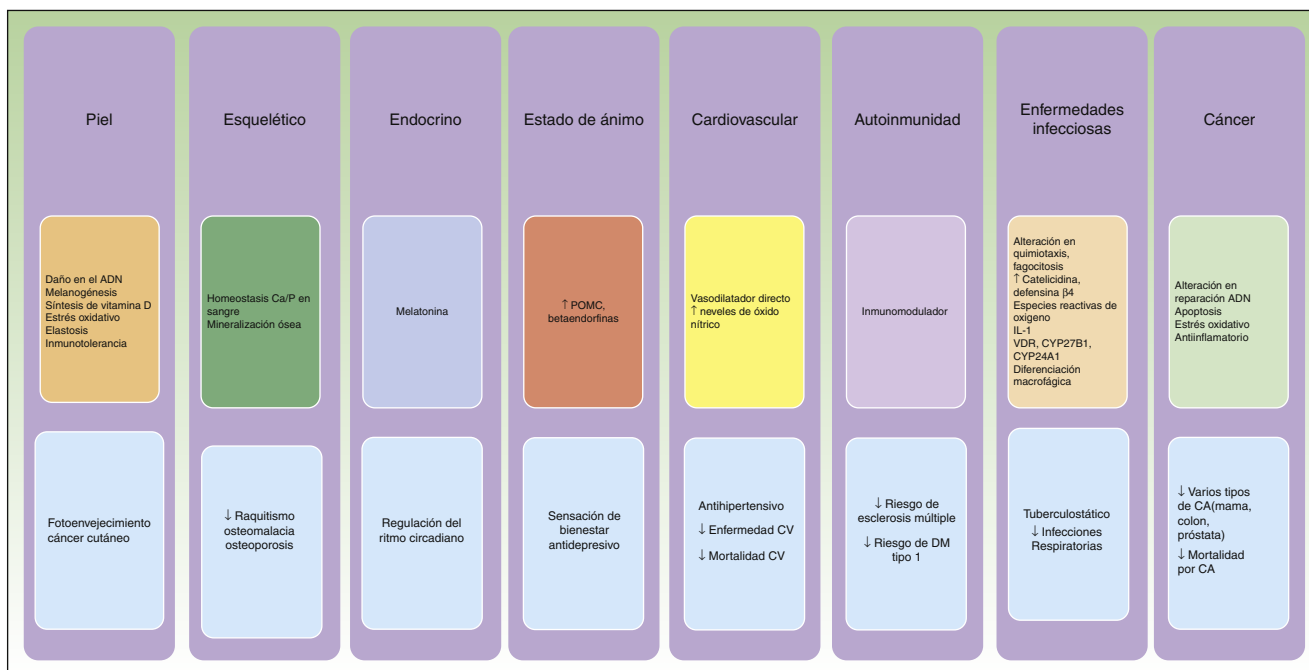 Piel
Daño en el ADN
Melanogénésis
Síntesis de vitamina D
Estrés oxidativo
Elastosis
Inmunotolerancia
Fotoenvejecimiento
cáncer cutáneo
Esquelético
Homeostasis Ca/P en
sangre
Mineralización ósea
↓ Raquitismo
osteomalacia
osteoporosis
Endocrino
Melatonina
Regulación del
ritmo circadiano
Estado de ánimo
↑ POMC,
betaendorfinas
Sensación de
bienestar
antidepresivo
Cardiovascular
Vasodilatador directo
↑ neveles de óxido
nítrico
Antihipertensivo
↓ Enfermedad CV
↓ Mortalidad CV
Autoinmunidad
Inmunomodulador
↓ Riesgo de
esclerosis múltiple
↓ Riesgo de DM
tipo 1
Enfermedades
infecciosas
Alteración en
quimiotaxis,
fagocitosis
↑ Catelicidina,
defensina β4
Especies reactivas de
oxigeno
IL-1
VDR, CYP27B1,
CYP24A1
Diferenciación
macrofágica
Tuberculostático
↓ Infecciones
Respiratorias
Cáncer
Alteración en
reparación ADN
Apoptosis
Estrés oxidativo
Antiinflamatorio
↓ Varios tipos
de CA(mama,
colon,
próstata)
↓ Mortalidad
por CA